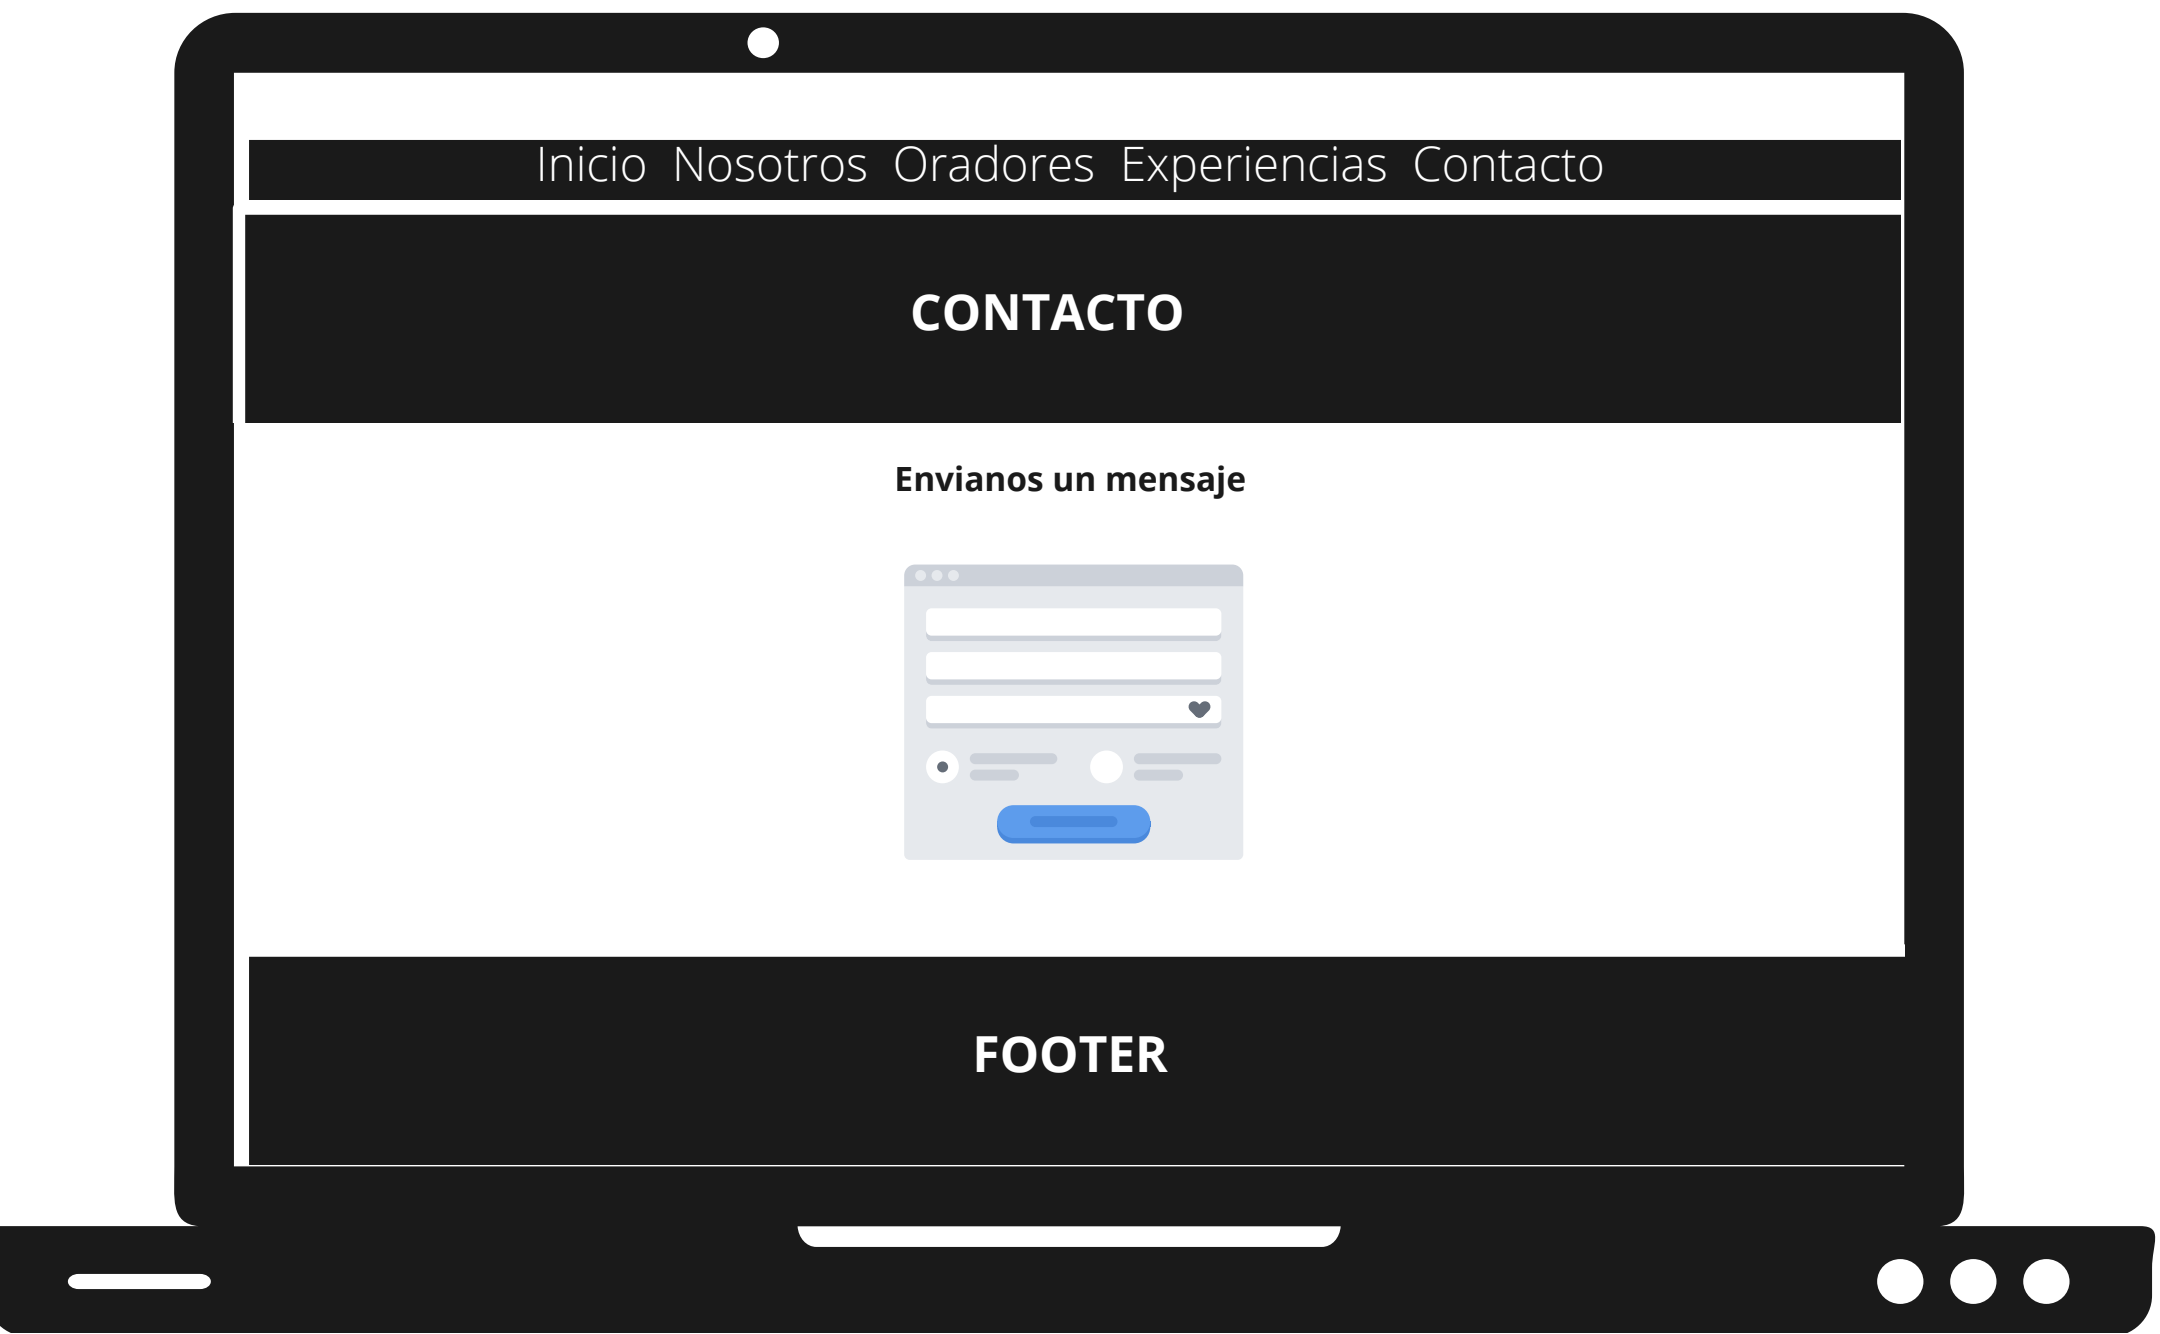 Inicio Nosotros Oradores Experiencias Contacto
CONTACTO
Envianos un mensaje
FOOTER